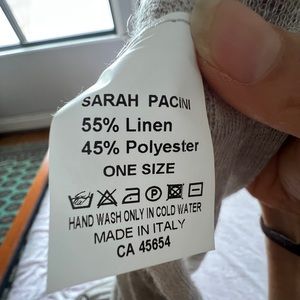 SARAH PACINI
55% Linen
45% Polyester
ONE SIZE
HAND WASH ONLY IN COLD WATER
MADE IN ITALY
CA 45654